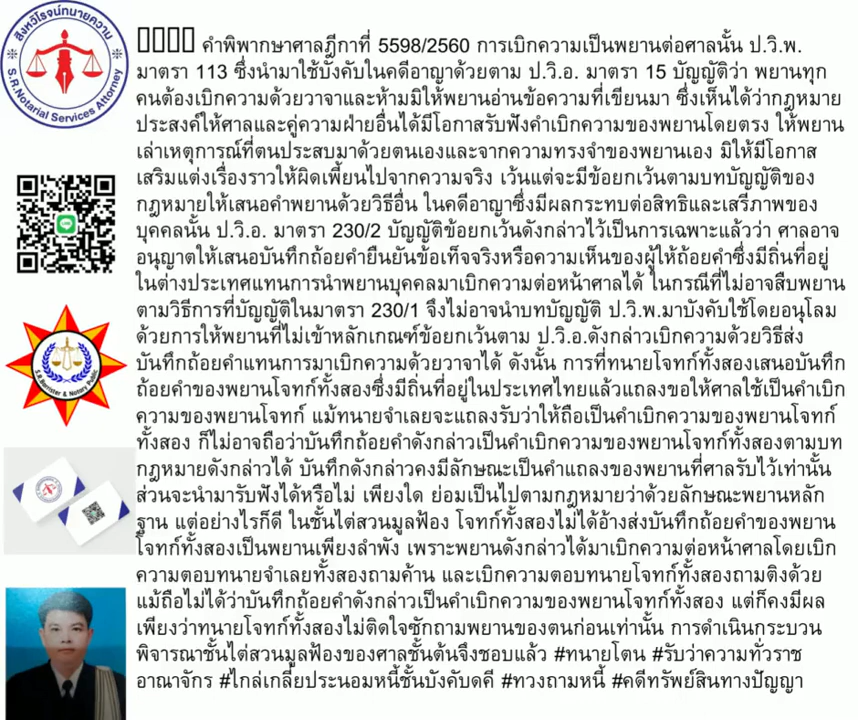 สิงหวิโรจน์ทนายความ
S.R.Notarial Services Attorney
LINE
S.R.Barrister & Notary Public
คำพิพากษาศาลฎีกาที่ 5598/2560 การเบิกความเป็นพยานต่อศาลนั้น ป.วิ.พ.
มาตรา 113 ซึ่งนำมาใช้บังคับในคดีอาญาด้วยตาม ป.วิ.อ. มาตรา 15 บัญญัติว่า พยานทุก
คนต้องเบิกความด้วยวาจาและห้ามมิให้พยานอ่านข้อความที่เขียนมา ซึ่งเห็นได้ว่ากฎหมาย
ประสงค์ให้ศาลและคู่ความฝ่ายอื่นได้มีโอกาสรับฟังคำเบิกความของพยานโดยตรง ให้พยาน
เล่าเหตุการณ์ที่ตนประสบมาด้วยตนเองและจากความทรงจำของพยานเอง มิให้มีโอกาส
เสริมแต่งเรื่องราวให้ผิดเพี้ยนไปจากความจริง เว้นแต่จะมีข้อยกเว้นตามบทบัญญัติของ
กฎหมายให้เสนอคำพยานด้วยวิธีอื่น ในคดีอาญาซึ่งมีผลกระทบต่อสิทธิและเสรีภาพของ
บุคคลนั้น ป.วิ.อ. มาตรา 230/2 บัญญัติข้อยกเว้นดังกล่าวไว้เป็นการเฉพาะแล้วว่า ศาลอาจ
อนุญาตให้เสนอบันทึกถ้อยคำยืนยันข้อเท็จจริงหรือความเห็นของผู้ให้ถ้อยคำซึ่งมีถิ่นที่อยู่
ในต่างประเทศแทนการนำพยานบุคคลมาเบิกความต่อหน้าศาลได้ ในกรณีที่ไม่อาจสืบพยาน
ตามวิธีการที่บัญญัติในมาตรา 230/1 จึงไม่อาจนำบทบัญญัติ ป.วิ.พ.มาบังคับใช้โดยอนุโลม
ด้วยการให้พยานที่ไม่เข้าหลักเกณฑ์ข้อยกเว้นตาม ป.วิ.อ.ดังกล่าวเบิกความด้วยวิธีส่ง
บันทึกถ้อยคำแทนการมาเบิกความด้วยวาจาได้ ดังนั้น การที่ทนายโจทก์ทั้งสองเสนอบันทึก
ถ้อยคำของพยานโจทก์ทั้งสองซึ่งมีถิ่นที่อยู่ในประเทศไทยแล้วแถลงขอให้ศาลใช้เป็นคำเบิก
ความของพยานโจทก์ แม้ทนายจำเลยจะแถลงรับว่าให้ถือเป็นคำเบิกความของพยานโจทก์
ทั้งสอง ก็ไม่อาจถือว่าบันทึกถ้อยคำดังกล่าวเป็นคำเบิกความของพยานโจทก์ทั้งสองตามบท
กฎหมายดังกล่าวได้ บันทึกดังกล่าวคงมีลักษณะเป็นคำแถลงของพยานที่ศาลรับไว้เท่านั้น
ส่วนจะนำมารับฟังได้หรือไม่ เพียงใด ย่อมเป็นไปตามกฎหมายว่าด้วยลักษณะพยานหลัก
ฐาน แต่อย่างไรก็ดี ในชั้นไต่สวนมูลฟ้อง โจทก์ทั้งสองไม่ได้อ้างส่งบันทึกถ้อยคำของพยาน
โจทก์ทั้งสองเป็นพยานเพียงลำพัง เพราะพยานดังกล่าวได้มาเบิกความต่อหน้าศาลโดยเบิก
ความตอบทนายจำเลยทั้งสองถามค้าน และเบิกความตอบทนายโจทก์ทั้งสองถามติงด้วย
แม้ถือไม่ได้ว่าบันทึกถ้อยคำดังกล่าวเป็นคำเบิกความของพยานโจทก์ทั้งสอง แต่ก็คงมีผล
เพียงว่าทนายโจทก์ทั้งสองไม่ติดใจซักถามพยานของตนก่อนเท่านั้น การดำเนินกระบวน
พิจารณาชั้นไต่สวนมูลฟ้องของศาลชั้นต้นจึงชอบแล้ว #ทนายโตน #รับว่าความทั่วราช
อาณาจักร #ไกล่เกลี่ยประนอมหนี้ชั้นบังคับดคี #ทวงถามหนี้ #คดีทรัพย์สินทางปัญญา